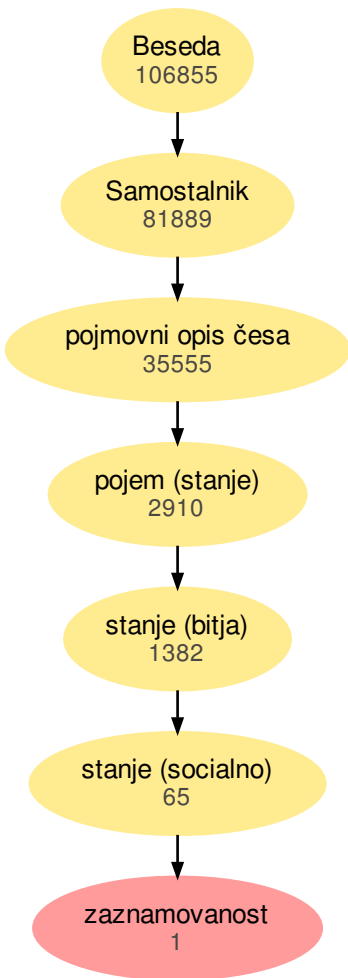 Beseda
106855
Samostalnik
81889
pojmovni opis česa
35555
pojem (stanje)
2910
stanje (bitja)
1382
stanje (socialno)
65
zaznamovanost
1